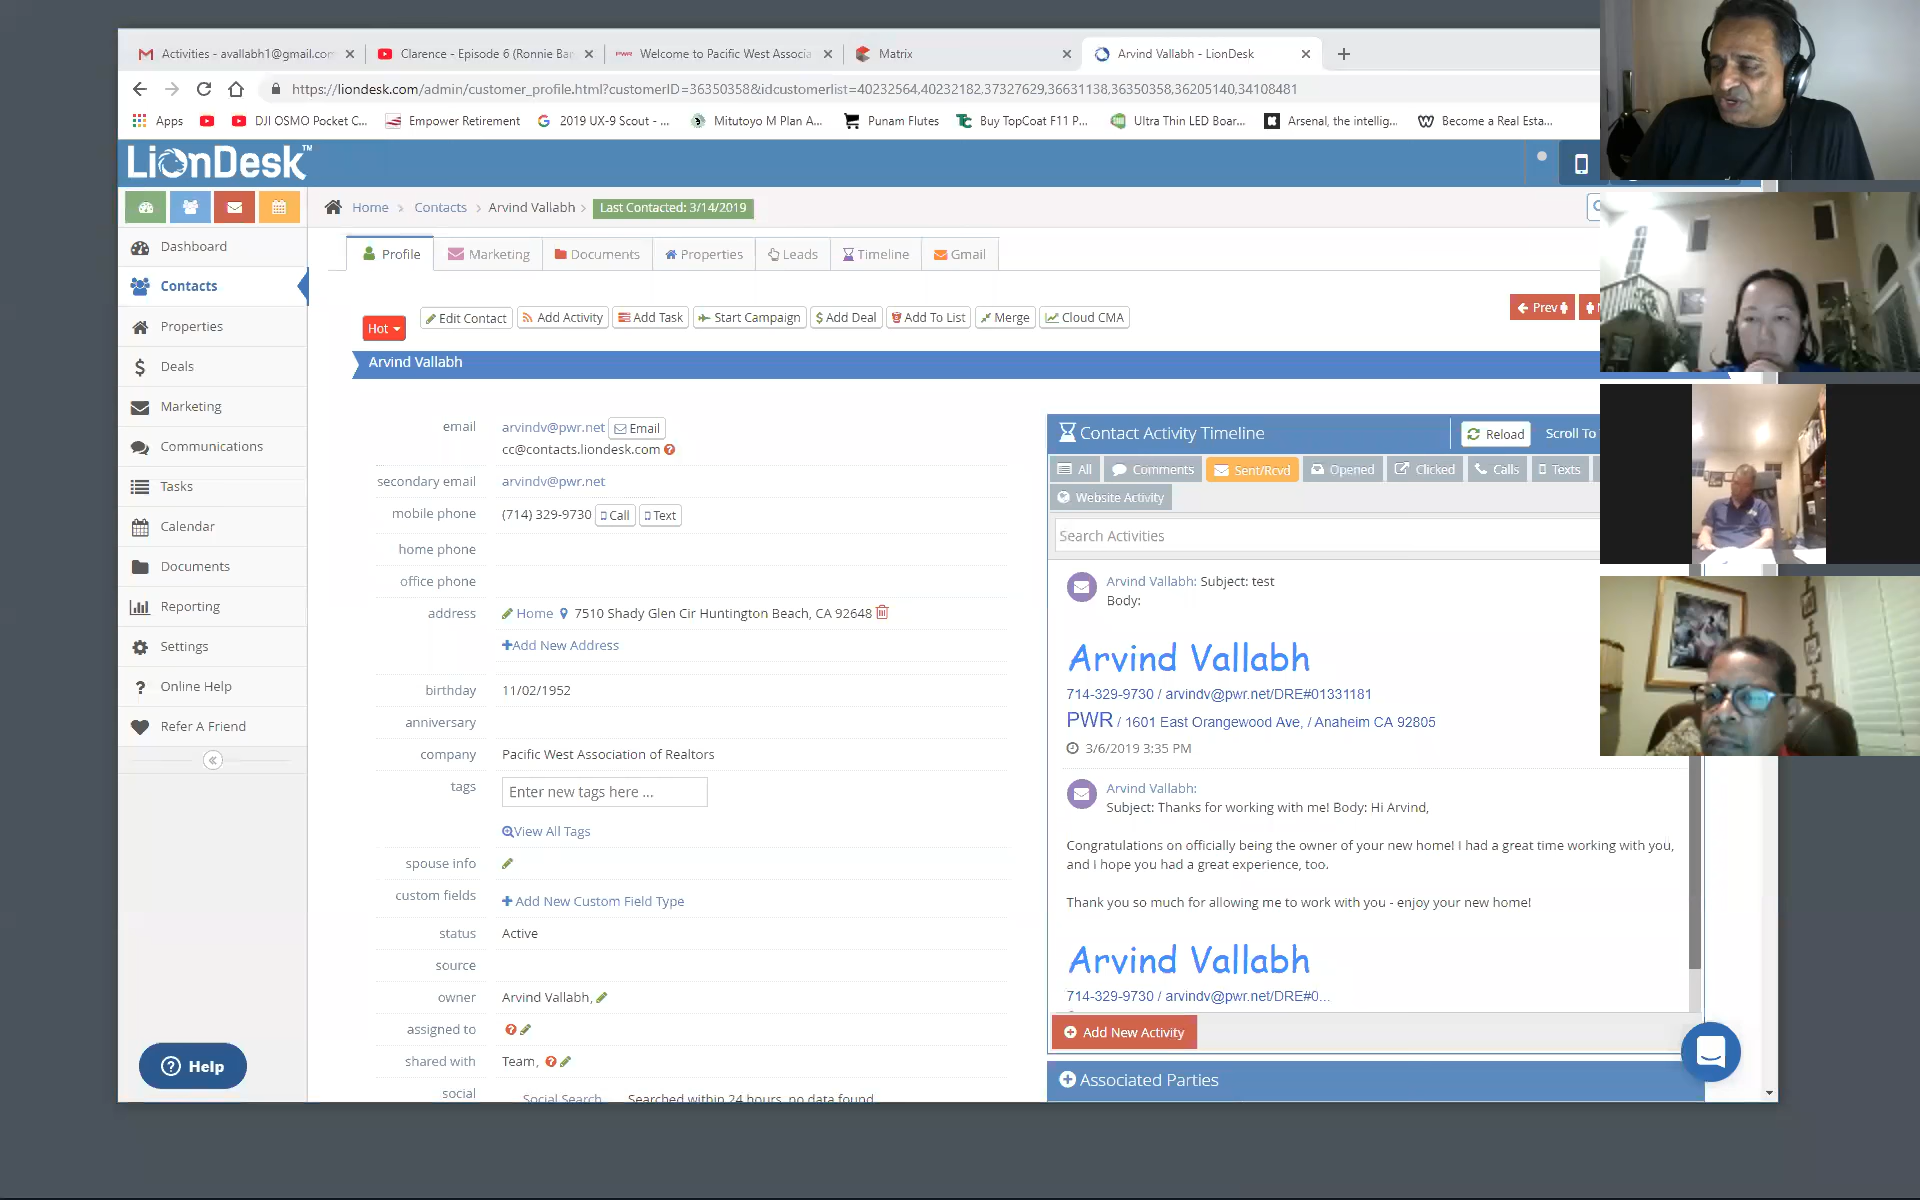 Activities - avallabh1@gmail.com
Clarence - Episode 6 (Ronnie Bar
PWR Welcome to Pacific West Associa
Matrix
Arvind Vallabh - LionDesk
https://liondesk.com/admin/customer_profile.html?customerID=36350358&idcustomerlist=40232564,40232182,37327629,36631138,36350358,36205140,34108481
Apps
DJI OSMO Pocket C...
Empower Retirement
2019 UX-9 Scout - ...
Mitutoyo M Plan A...
Punam Flutes
Buy TopCoat F11 P...
Ultra Thin LED Boar...
Arsenal, the intellig...
Become a Real Esta...
LionDesk™
Home > Contacts > Arvind Vallabh > Last Contacted: 3/14/2019
Dashboard
Contacts
Properties
Deals
Marketing
Communications
Tasks
Calendar
Documents
Reporting
Settings
Online Help
Refer A Friend
Help
Profile
Marketing
Documents
Properties
Leads
Timeline
Gmail
Hot
Edit Contact
Add Activity
Add Task
Start Campaign
$ Add Deal
Add To List
Merge
Cloud CMA
Prev
Arvind Vallabh
email arvindv@pwr.net Email
cc@contacts.liondesk.com
secondary email arvindv@pwr.net
mobile phone (714) 329-9730 Call Text
home phone
office phone
address Home 7510 Shady Glen Cir Huntington Beach, CA 92648
+Add New Address
birthday 11/02/1952
anniversary
company Pacific West Association of Realtors
tags Enter new tags here ...
View All Tags
spouse info
custom fields + Add New Custom Field Type
status Active
source
owner Arvind Vallabh,
assigned to
shared with Team,
social Social Search Searched within 24 hours, no data found
Contact Activity Timeline
Reload
Scroll To
All
Comments
Sent/Rcvd
Opened
Clicked
Calls
Texts
Website Activity
Search Activities
Arvind Vallabh: Subject: test
Body:
Arvind Vallabh
714-329-9730 / arvindv@pwr.net/DRE#01331181
PWR / 1601 East Orangewood Ave, / Anaheim CA 92805
3/6/2019 3:35 PM
Arvind Vallabh:
Subject: Thanks for working with me! Body: Hi Arvind,
Congratulations on officially being the owner of your new home! I had a great time working with you,
and I hope you had a great experience, too.
Thank you so much for allowing me to work with you - enjoy your new home!
Arvind Vallabh
714-329-9730 / arvindv@pwr.net/DRE#0...
Add New Activity
Associated Parties